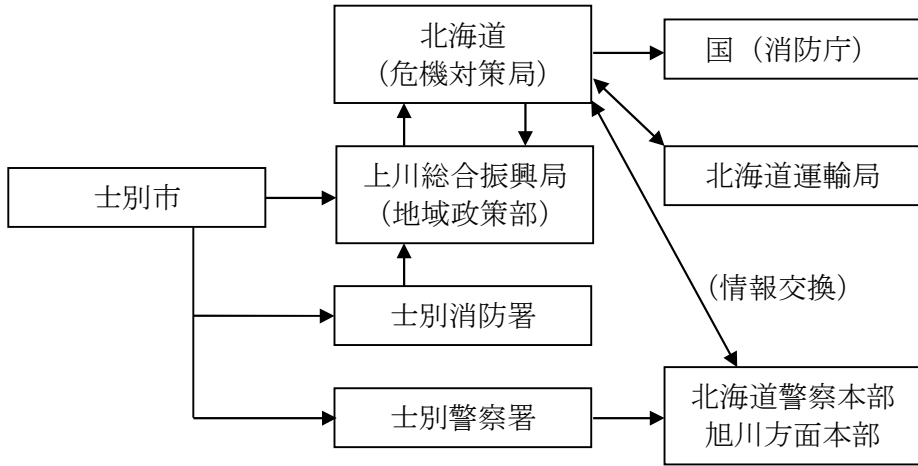 北海道
（危機対策局）
国（消防庁）
上川総合振興局
（地域政策部）
北海道運輸局
士別市
（情報交換）
士別消防署
士別警察署
北海道警察本部
旭川方面本部